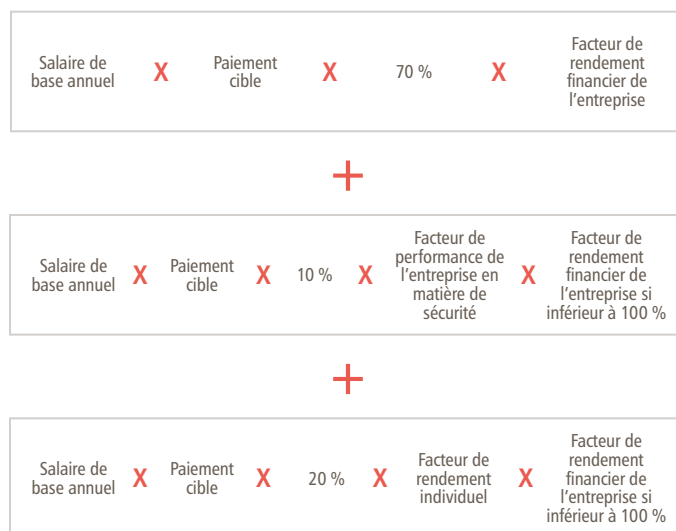 Salaire de
base annuel
X
Paiement
cible
X
70 %
X
Facteur de
rendement
financier de
l'entreprise
+
Salaire de
base annuel
X
Paiement
cible
X
10 %
X
Facteur de
performance de
l'entreprise en
matière de
sécurité
X
Facteur de
rendement
financier de
l'entreprise si
inférieur à 100 %
+
Salaire de
base annuel
X
Paiement
cible
X
20 %
X
Facteur de
rendement
individuel
X
Facteur de
rendement
financier de
l'entreprise si
inférieur à 100 %